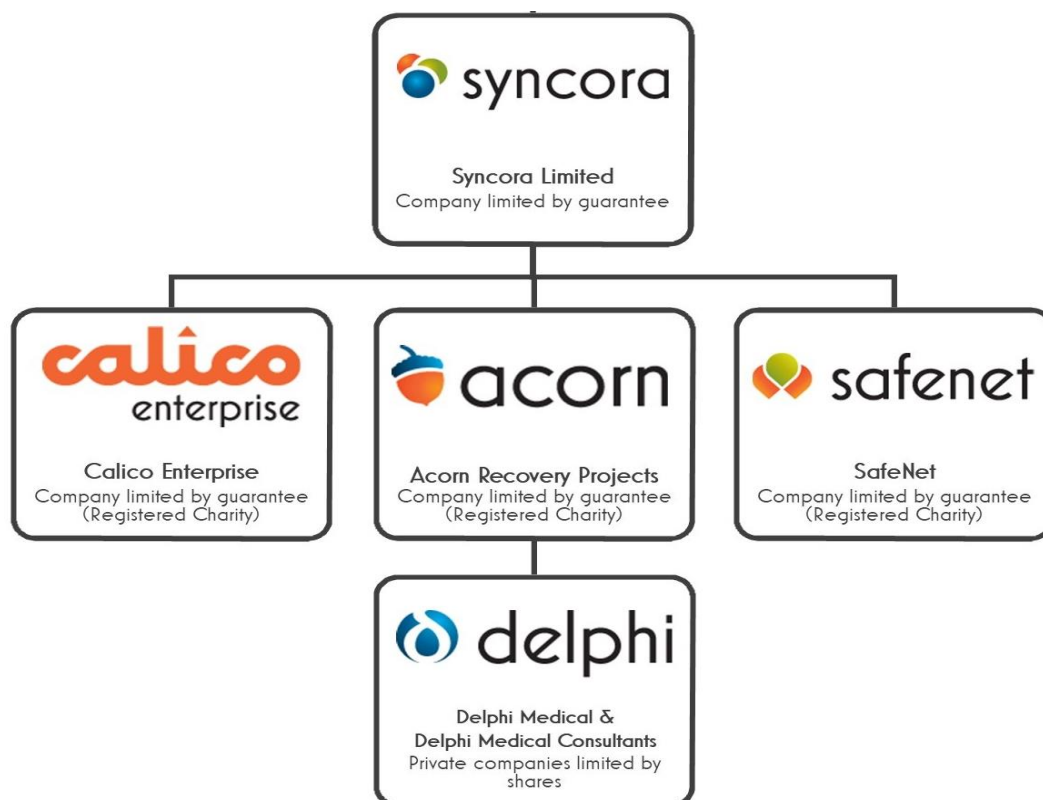 syncora
Syncora Limited
Company limited by guarantee
calico
enterprise
Calico Enterprise
Company limited by guarantee
(Registered Charity)
acorn
Acorn Recovery Projects
Company limited by guarantee
(Registered Charity)
safenet
SafeNet
Company limited by guarantee
(Registered Charity)
delphi
Delphi Medical &
Delphi Medical Consultants
Private companies limited by
shares